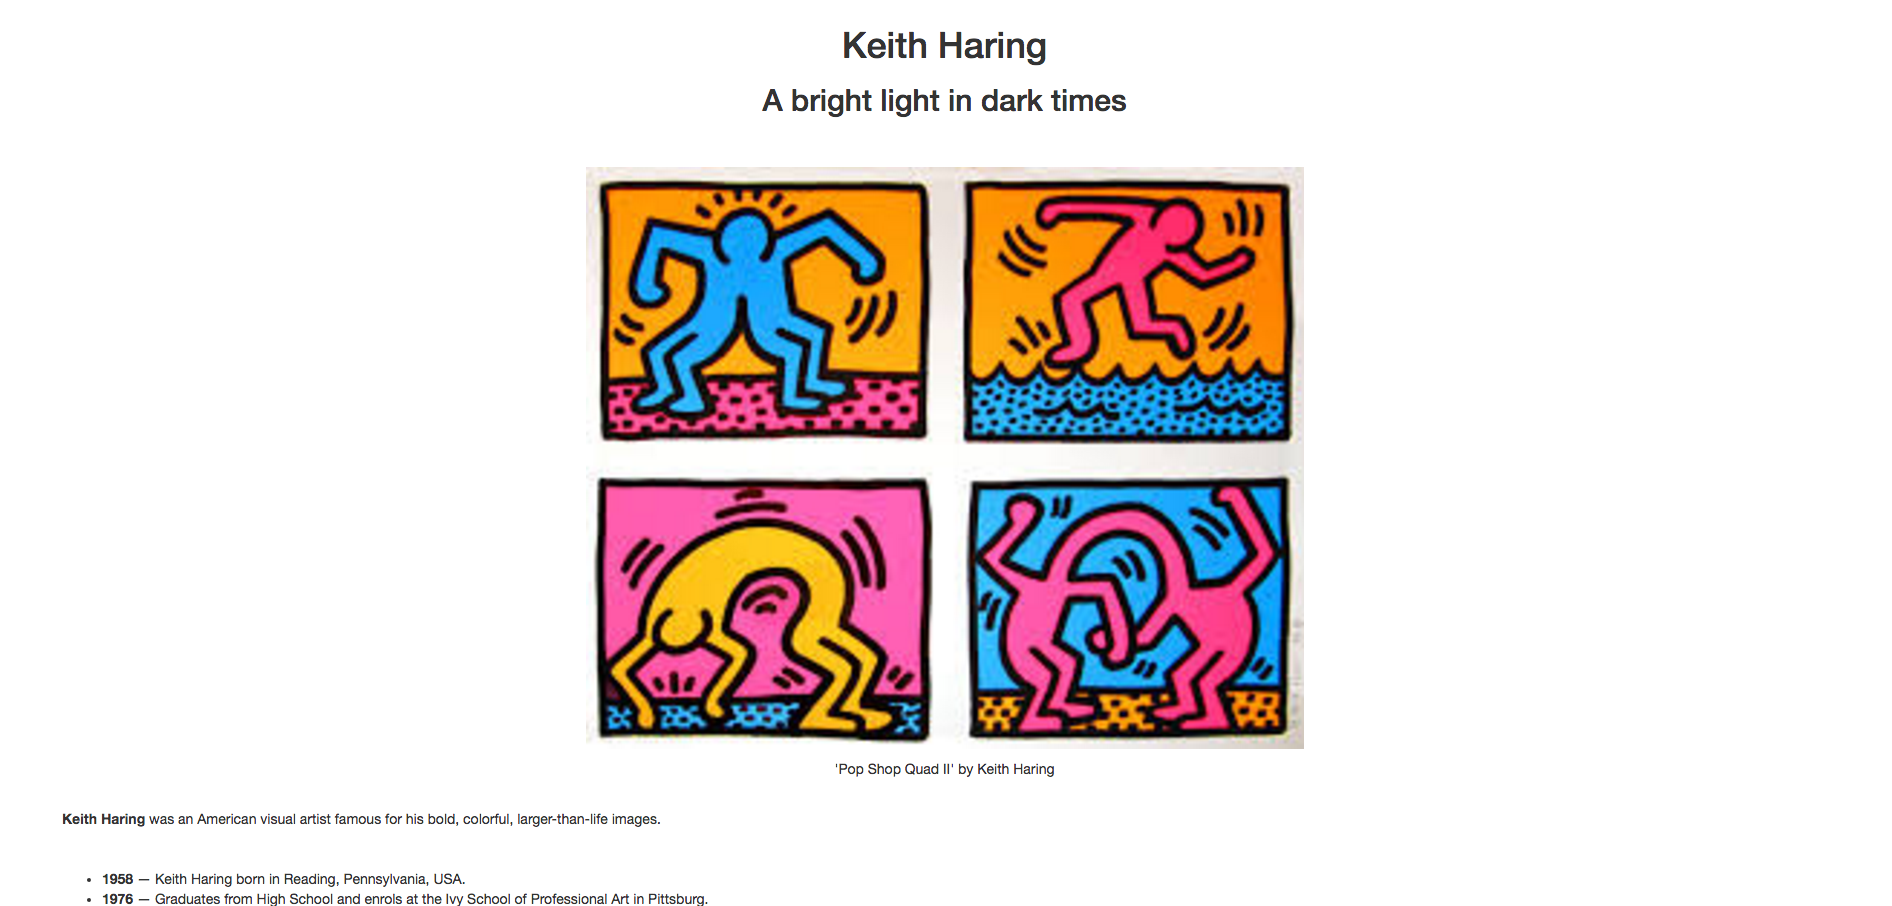 Keith Haring
A bright light in dark times
'Pop Shop Quad II' by Keith Haring
Keith Haring was an American visual artist famous for his bold, colorful, larger-than-life images.
• 1958 — Keith Haring born in Reading, Pennsylvania, USA.
• 1976 — Graduates from High School and enrols at the Ivy School of Professional Art in Pittsburg.